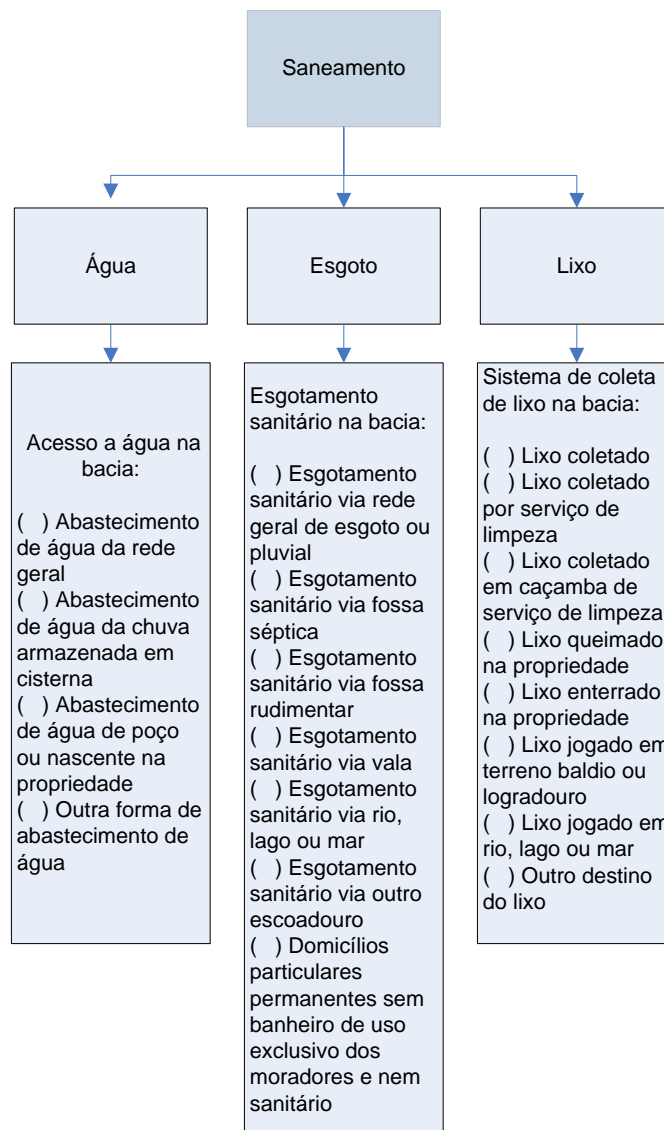 Saneamento
Água
Esgoto
Lixo
Acesso a água na
bacia:
( ) Abastecimento
de água da rede
geral
( ) Abastecimento
de água da chuva
armazenada em
cisterna
( ) Abastecimento
de água de poço
ou nascente na
propriedade
( ) Outra forma de
abastecimento de
água
Esgotamento
sanitário na bacia:
( ) Esgotamento
sanitário via rede
geral de esgoto ou
pluvial
( ) Esgotamento
sanitário via fossa
séptica
( ) Esgotamento
sanitário via fossa
rudimentar
( ) Esgotamento
sanitário via vala
( ) Esgotamento
sanitário via rio,
lago ou mar
( ) Esgotamento
sanitário via outro
escoadouro
( ) Domicílios
particulares
permanentes sem
banheiro de uso
exclusivo dos
moradores e nem
sanitário
Sistema de coleta
de lixo na bacia:
( ) Lixo coletado
( ) Lixo coletado
por serviço de
limpeza
( ) Lixo coletado
em caçamba de
serviço de limpeza
( ) Lixo queimado
na propriedade
( ) Lixo enterrado
na propriedade
( ) Lixo jogado em
terreno baldio ou
logradouro
( ) Lixo jogado em
rio, lago ou mar
( ) Outro destino
do lixo